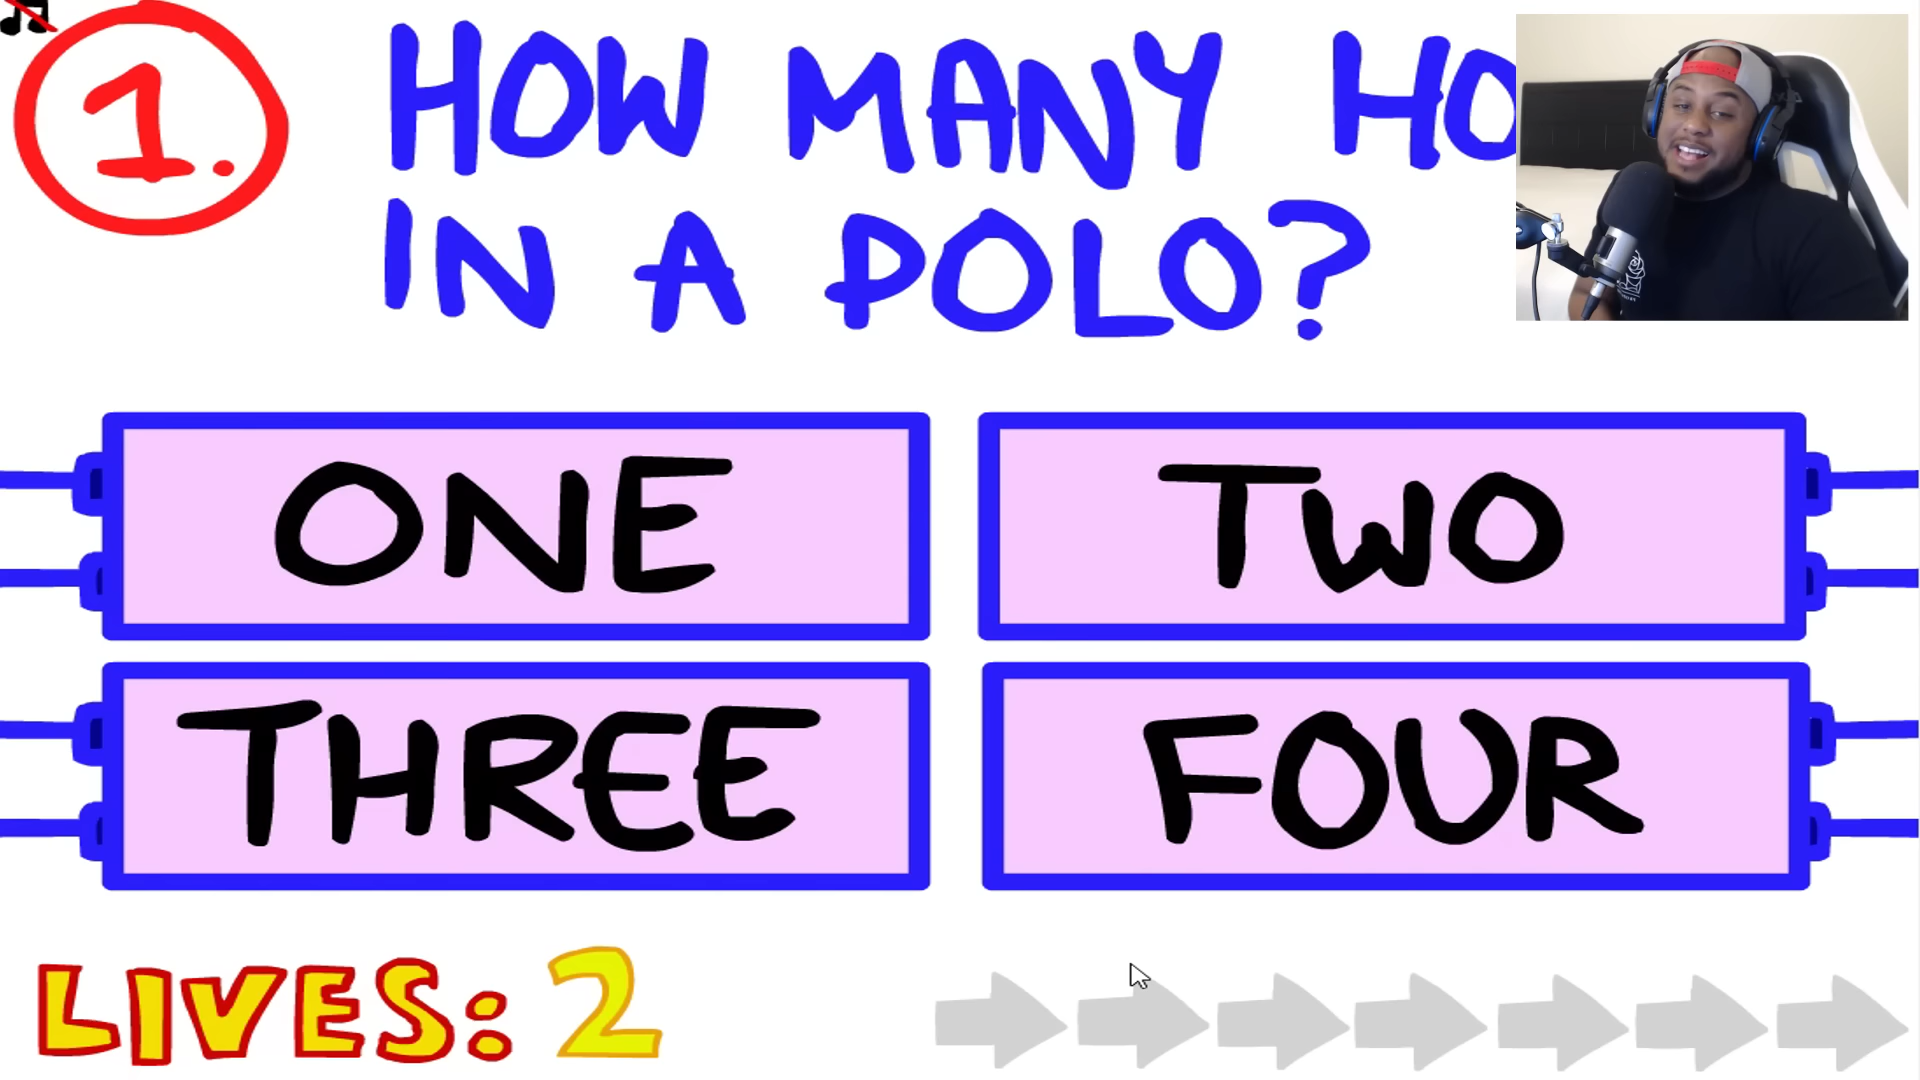 1.
HOW MANY HO
IN A POLO?
ONE
TWO
THREE
FOUR
LIVES: 2